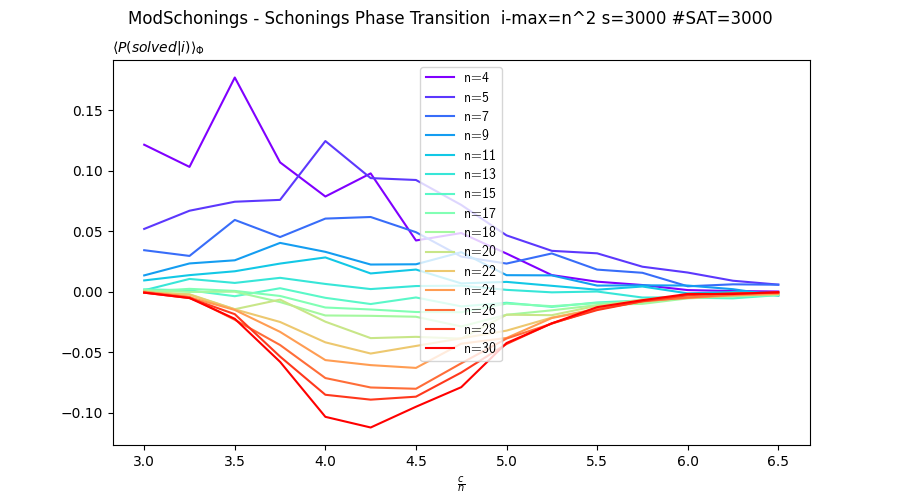 ModSchonings - Schonings Phase Transition i-max=n^2 s=3000 #SAT=3000
⟨P(solved|i)⟩Φ
n=4
n=5
n=7
n=9
n=11
n=13
n=15
n=17
n=18
n=20
n=22
n=24
n=26
n=28
n=30
0.15
0.10
0.05
0.00
−0.05
−0.10
3.0 3.5 4.0 4.5 5.0 5.5 6.0 6.5
c
n